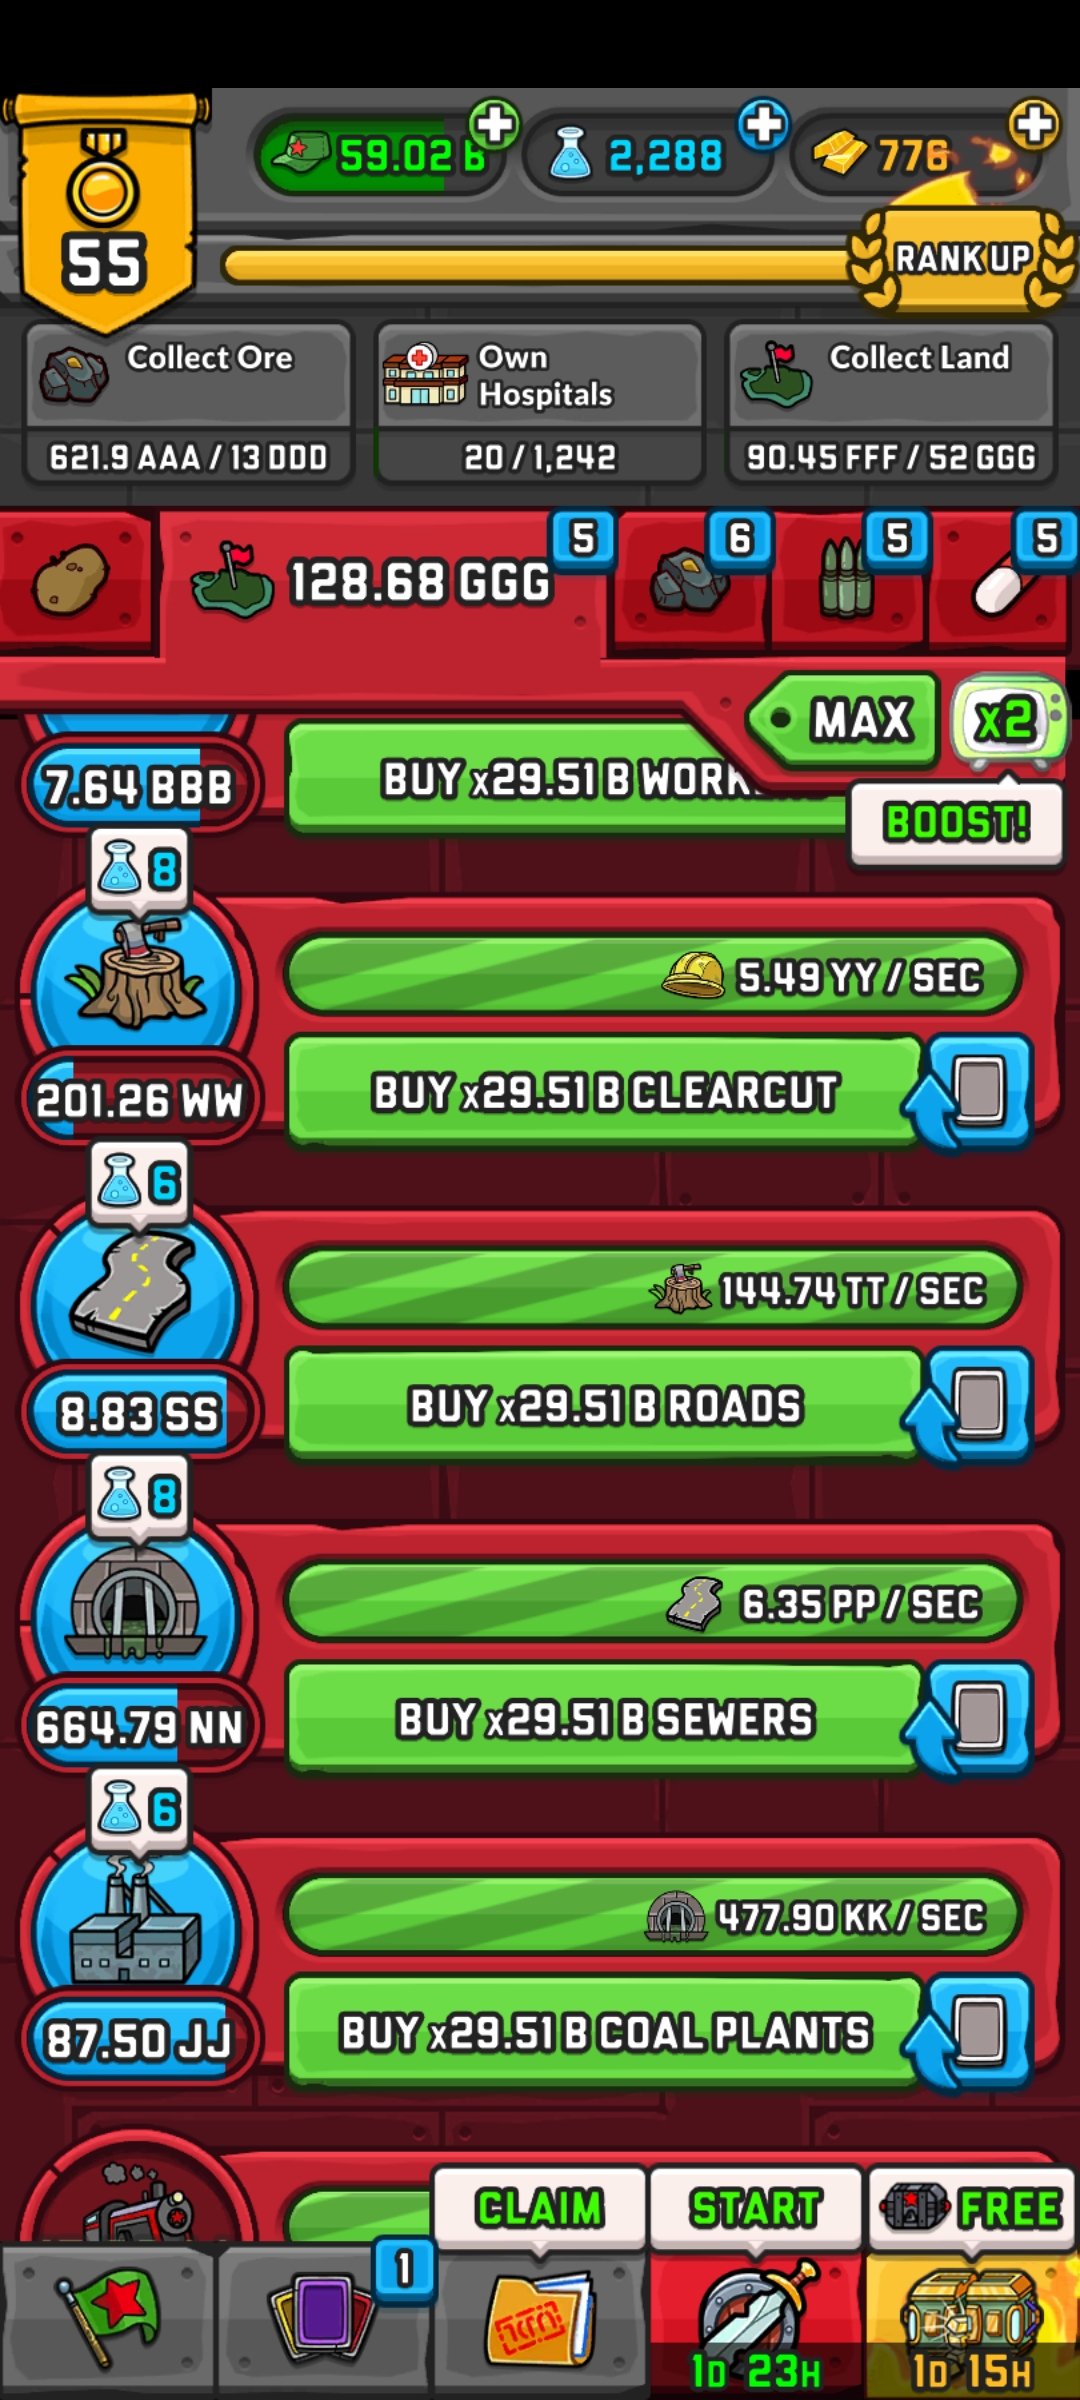 59.02 B
2,288
776
55
RANK UP
Collect Ore
621.9 AAA / 13 DDD
Own
Hospitals
20 / 1,242
Collect Land
90.45 FFF / 52 GGG
128.68 GGG
5
6
5
5
MAX
x2
BOOST!
7.64 BBB
BUY x29.51 B
8
5.49 YY / SEC
201.26 WW
BUY x29.51 B CLEARCUT
6
144.74 TT / SEC
8.83 SS
BUY x29.51 B ROADS
8
6.35 PP / SEC
664.79 NN
BUY x29.51 B SEWERS
6
477.90 KK / SEC
87.50 JJ
BUY x29.51 B COAL PLANTS
CLAIM
START
FREE
1
1D 23H
1D 15H